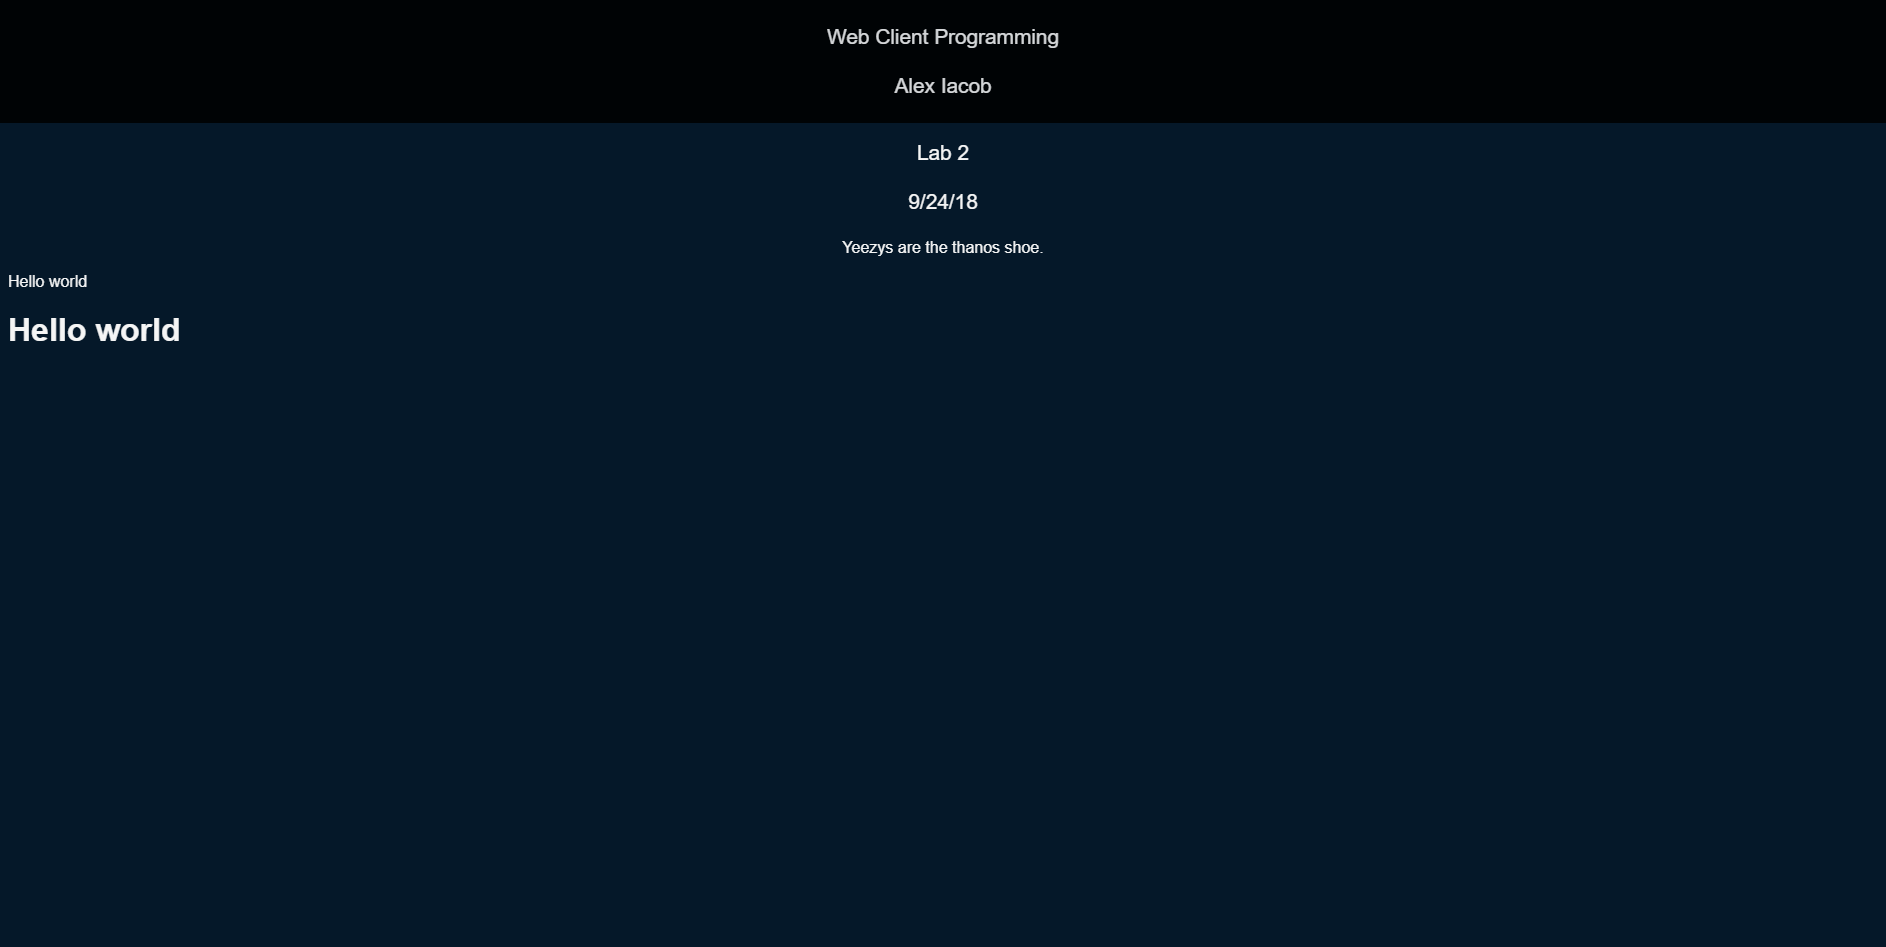 Web Client Programming
Alex Iacob
Lab 2
9/24/18
Yeezys are the thanos shoe.
Hello world
Hello world